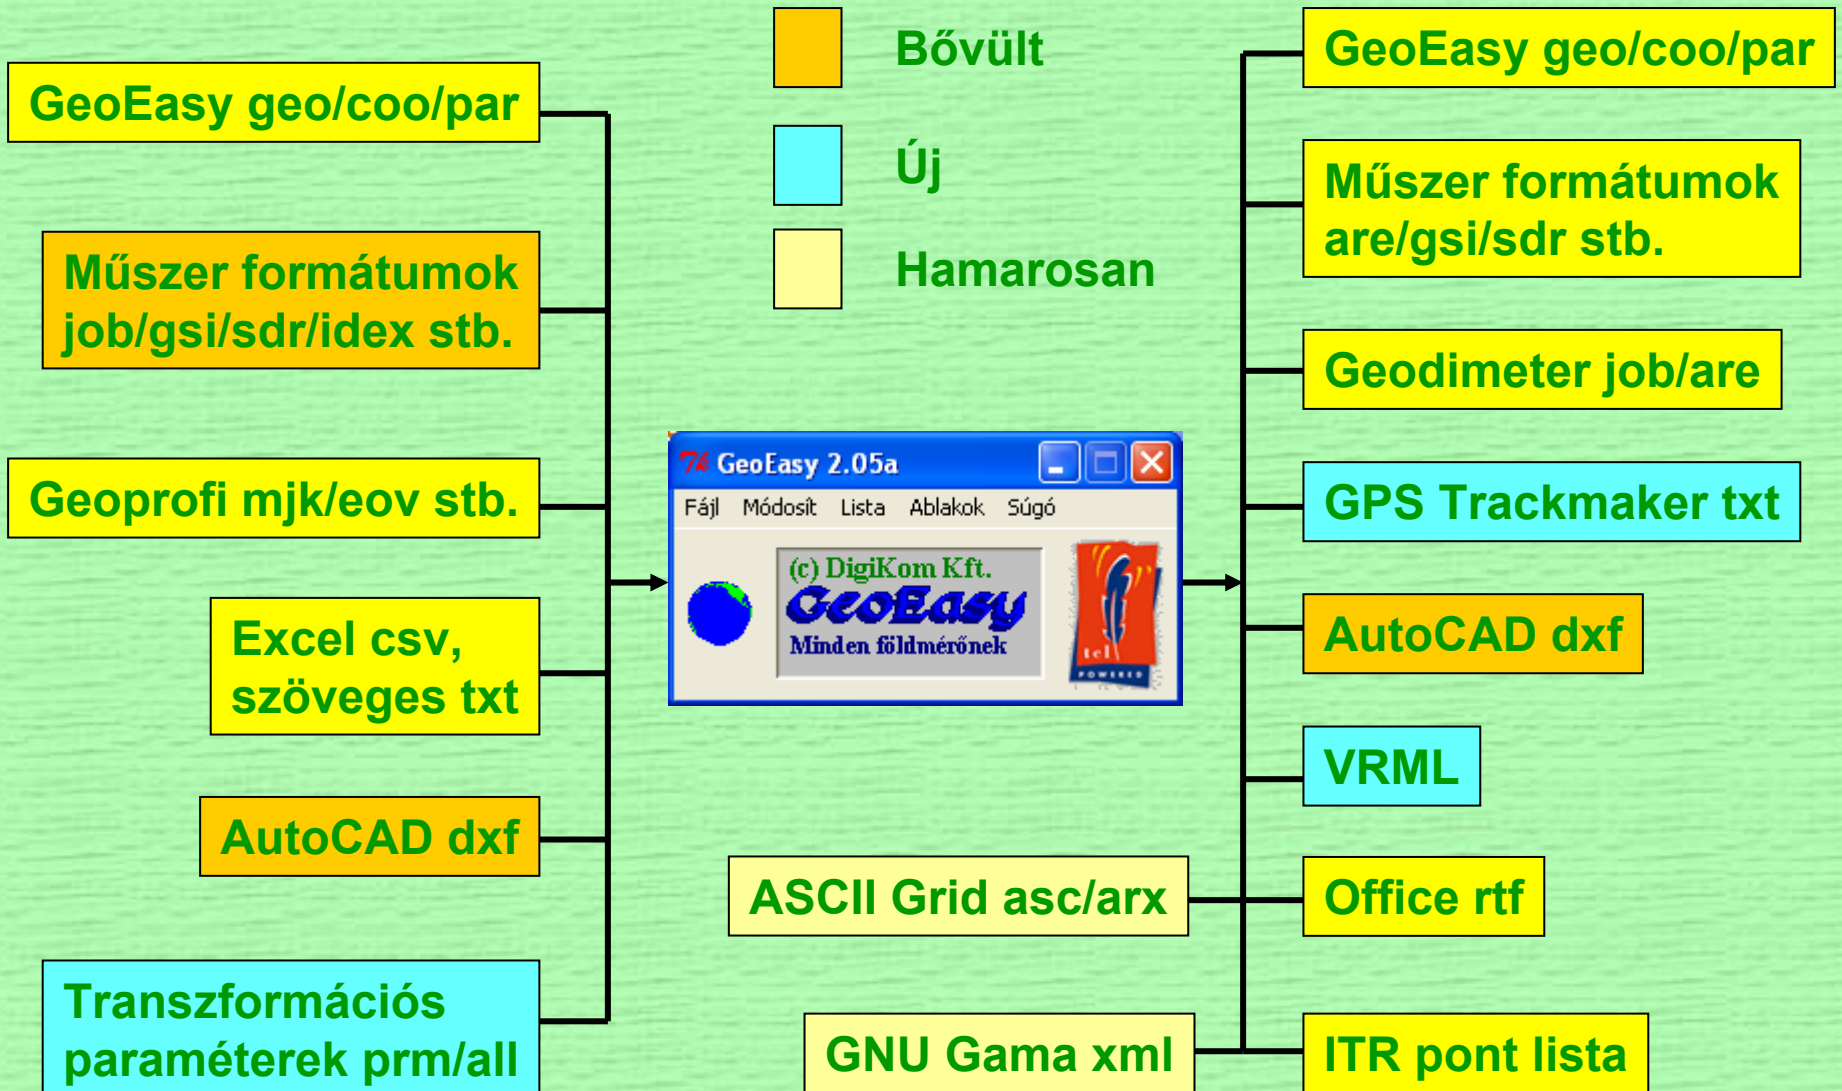 Bővült
Új
Hamarosan
GeoEasy geo/coo/par
Műszer formátumok
job/gsi/sdr/idex stb.
Geoprofi mjk/eov stb.
Excel csv,
szöveges txt
AutoCAD dxf
Transzformációs
paraméterek prm/all
GeoEasy 2.05a
Fájl Módosít Lista Ablakok Súgó
(c) DigiKom Kft.
GeoEasy
Minden földmérőnek
tcl
POWERED
GeoEasy geo/coo/par
Műszer formátumok
are/gsi/sdr stb.
Geodimeter job/are
GPS Trackmaker txt
AutoCAD dxf
VRML
ASCII Grid asc/arx
Office rtf
GNU Gama xml
ITR pont lista